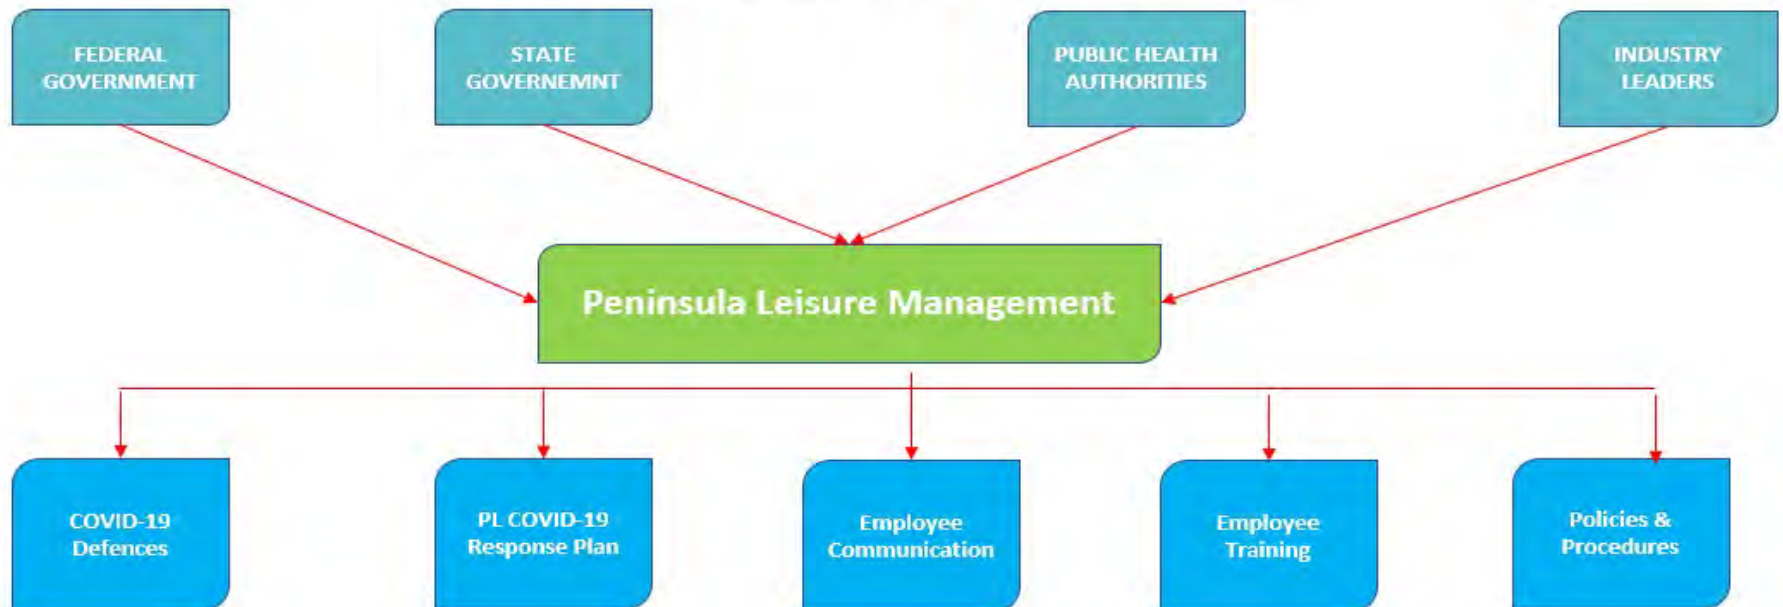 FEDERAL
GOVERNMENT
STATE
GOVERNEMNT
PUBLIC HEALTH
AUTHORITIES
INDUSTRY
LEADERS
Peninsula Leisure Management
COVID-19
Defences
PL COVID-19
Response Plan
Employee
Communication
Employee
Training
Policies &
Procedures